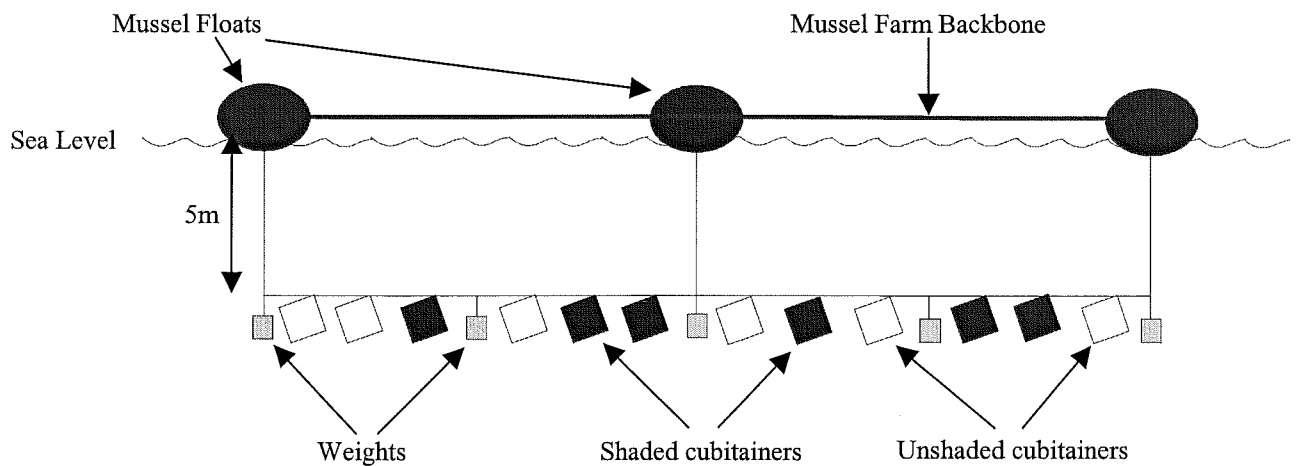 Mussel Floats
Mussel Farm Backbone
Sea Level
5m
Weights
Shaded cubitainers
Unshaded cubitainers